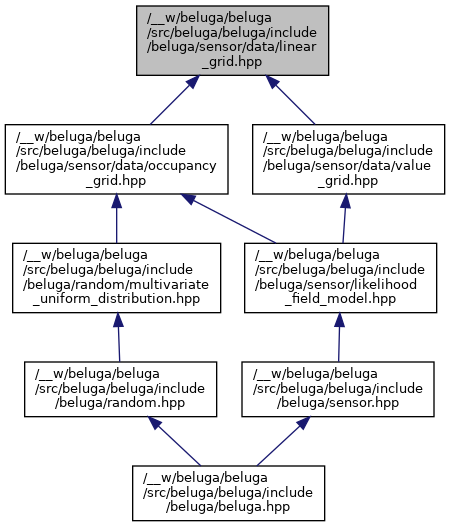 /__w/beluga/beluga
/src/beluga/beluga/include
/beluga/sensor/data/linear
_grid.hpp
/__w/beluga/beluga
/src/beluga/beluga/include
/beluga/sensor/data/occupancy
_grid.hpp
/__w/beluga/beluga
/src/beluga/beluga/include
/beluga/sensor/data/value
_grid.hpp
/__w/beluga/beluga
/src/beluga/beluga/include
/beluga/random/multivariate
_uniform_distribution.hpp
/__w/beluga/beluga
/src/beluga/beluga/include
/beluga/sensor/likelihood
_field_model.hpp
/__w/beluga/beluga
/src/beluga/beluga/include
/beluga/random.hpp
/__w/beluga/beluga
/src/beluga/beluga/include
/beluga/sensor.hpp
/__w/beluga/beluga
/src/beluga/beluga/include
/beluga/beluga.hpp